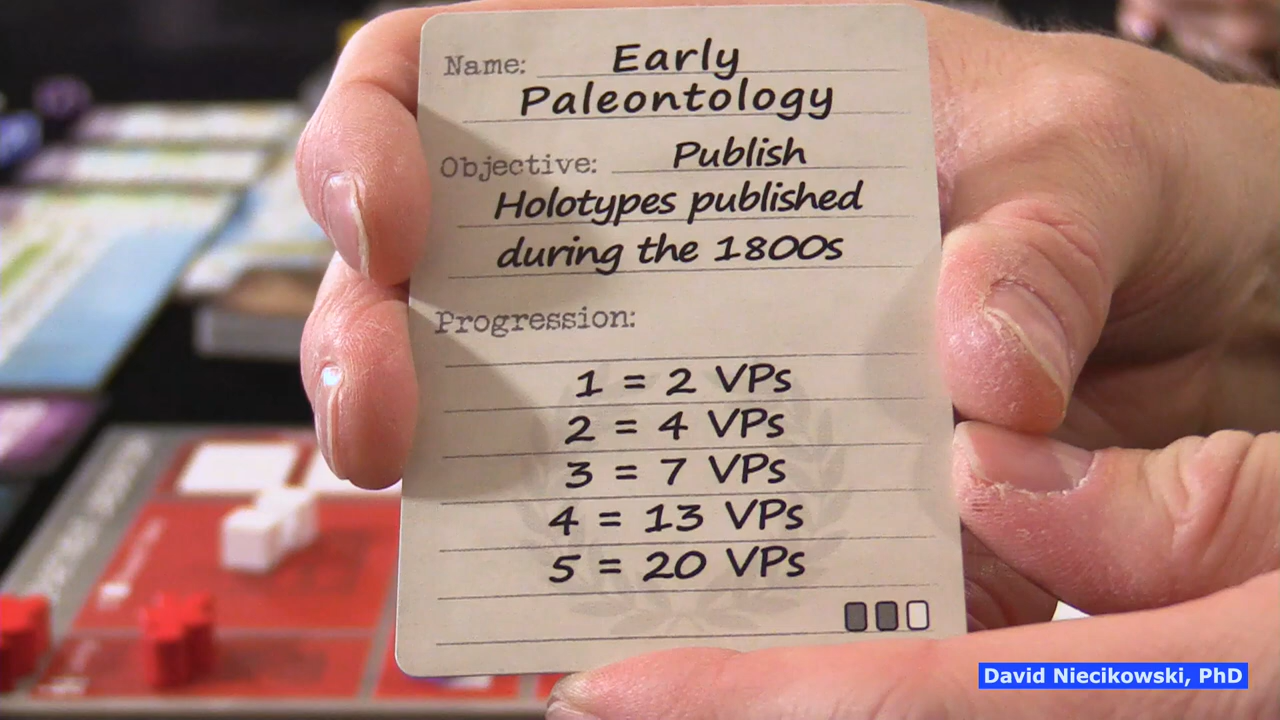 Name: Early
Paleontology
Objective: Publish
Holotypes published
during the 1800s
Progression:
1 = 2 VPs
2 = 4 VPs
3 = 7 VPs
4 = 13 VPs
5 = 20 VPs
David Niecikowski, PhD